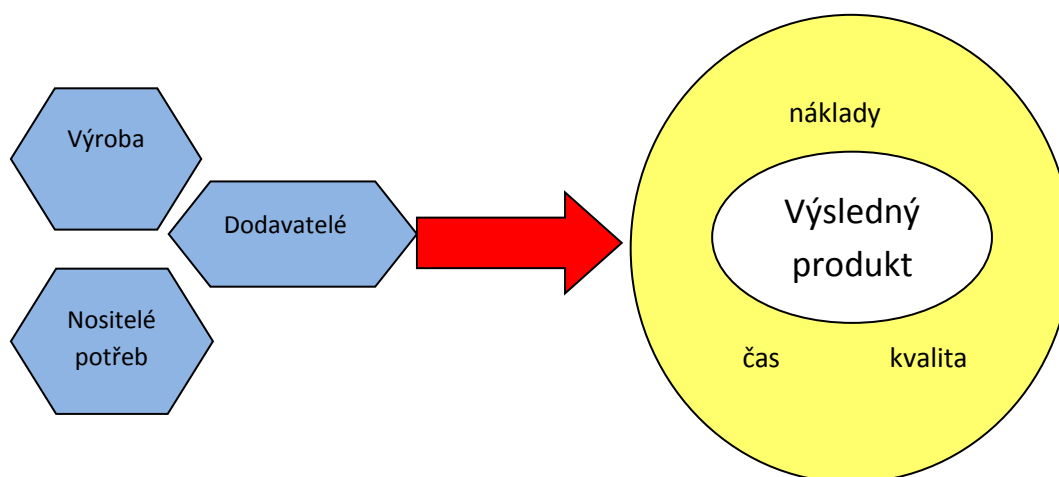 Výroba
Dodavatelé
Nositelé
potřeb
náklady
Výsledný
produkt
čas
kvalita